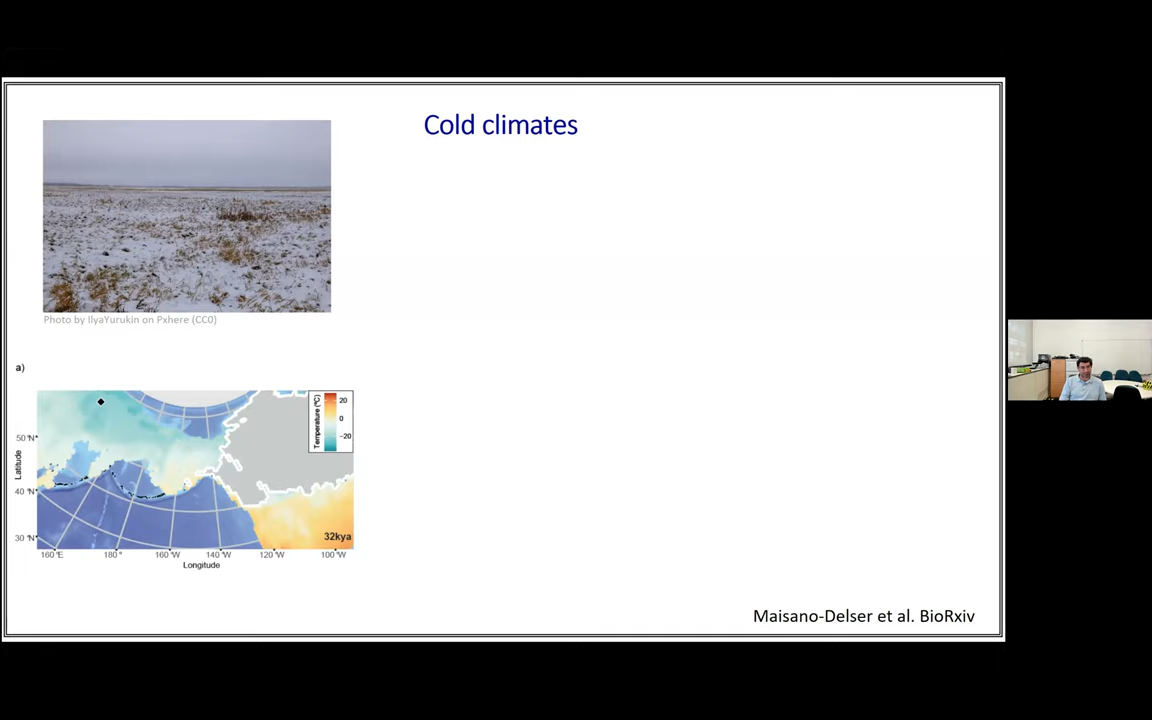 Cold climates
Photo by IlyaYurukin on Pxhere (CC0)
a)
Temperature (°C)
20
0
-20
Latitude
50 °N
40 °N
30 °N
32kya
160°E
180 °
160 °W
140 °W
120 °W
100 °W
Longitude
Maisano-Delser et al. BioRxiv